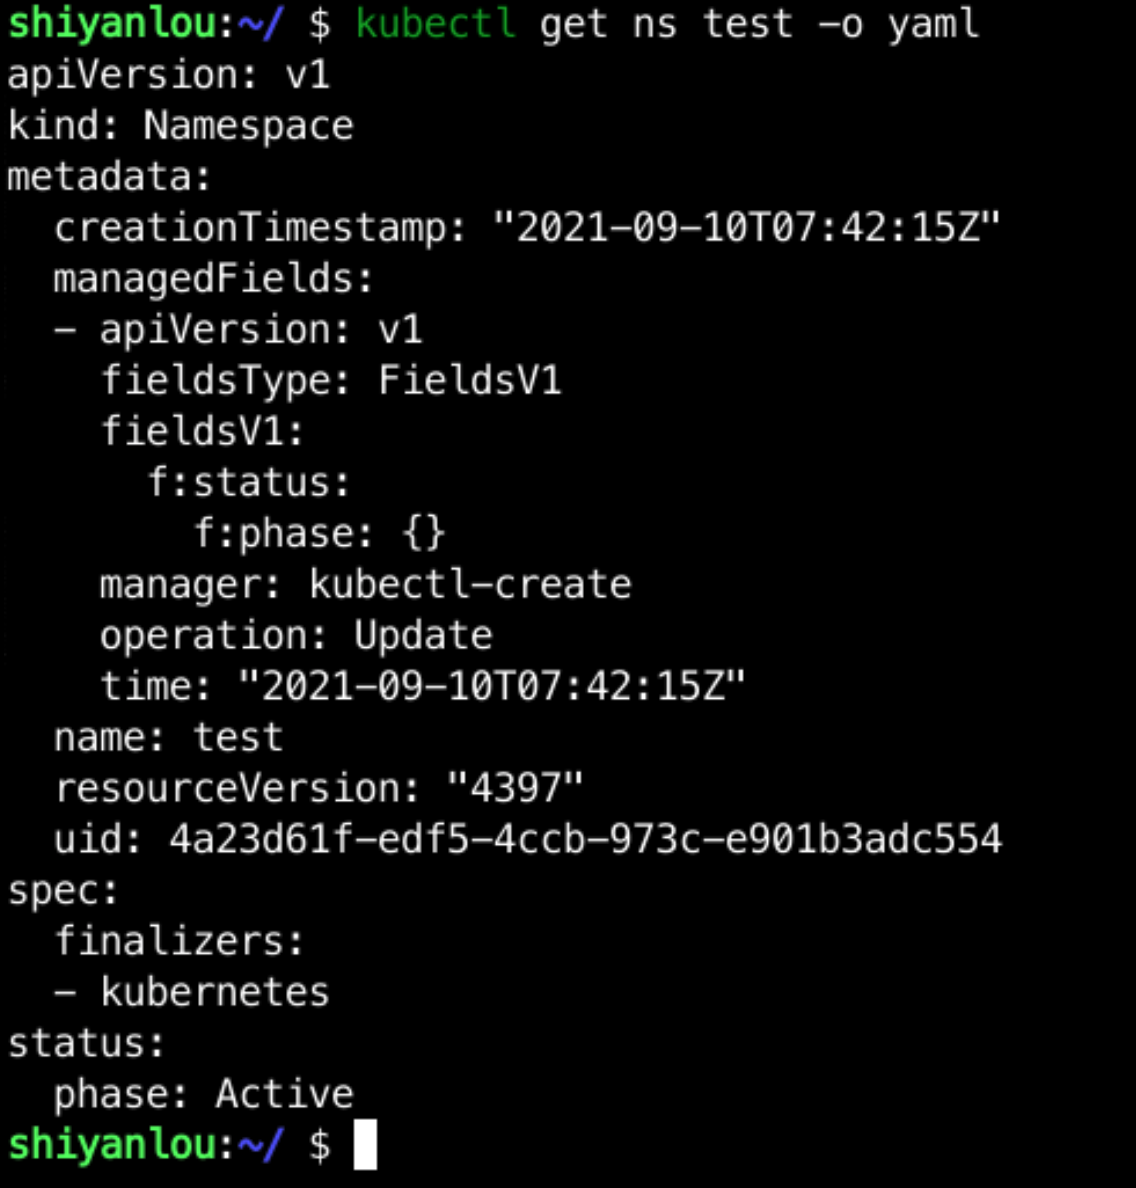 shiyanlou:~/ $ kubectl get ns test -o yaml
apiVersion: v1
kind: Namespace
metadata:
  creationTimestamp: "2021-09-10T07:42:15Z"
  managedFields:
  - apiVersion: v1
    fieldsType: FieldsV1
    fieldsV1:
      f:status:
        f:phase: {}
    manager: kubectl-create
    operation: Update
    time: "2021-09-10T07:42:15Z"
  name: test
  resourceVersion: "4397"
  uid: 4a23d61f-edf5-4ccb-973c-e901b3adc554
spec:
  finalizers:
  - kubernetes
status:
  phase: Active
shiyanlou:~/ $